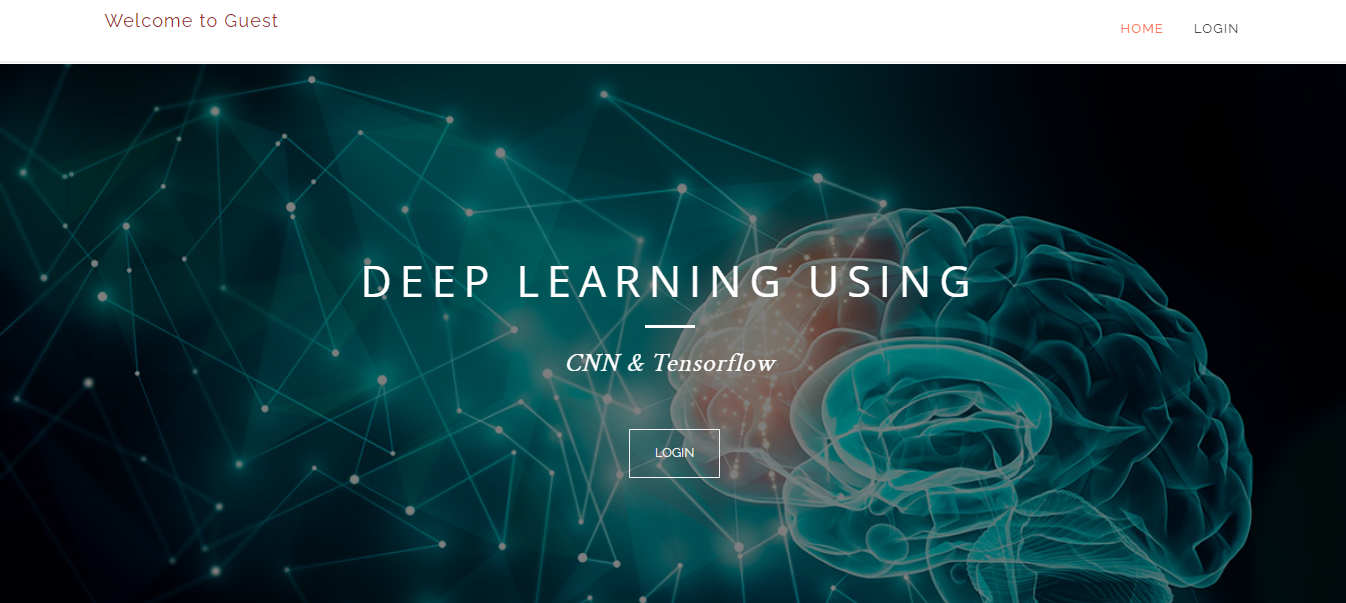 Welcome to Guest
HOME
LOGIN
DEEP LEARNING USING
CNN & Tensorflow
LOGIN